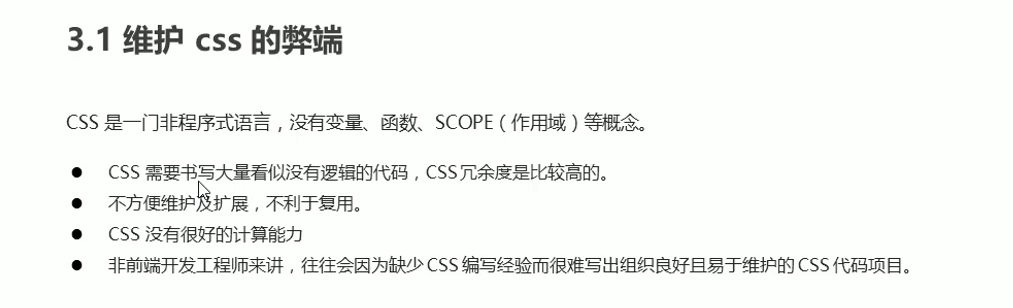 3.1 维护 css 的弊端
CSS 是一门非程序式语言，没有变量、函数、SCOPE（作用域）等概念。
● CSS 需要书写大量看似没有逻辑的代码，CSS冗余度是比较高的。
● 不方便维护及扩展，不利于复用。
● CSS 没有很好的计算能力
● 非前端开发工程师来讲，往往会因为缺少 CSS 编写经验而很难写出组织良好且易于维护的 CSS 代码项目。